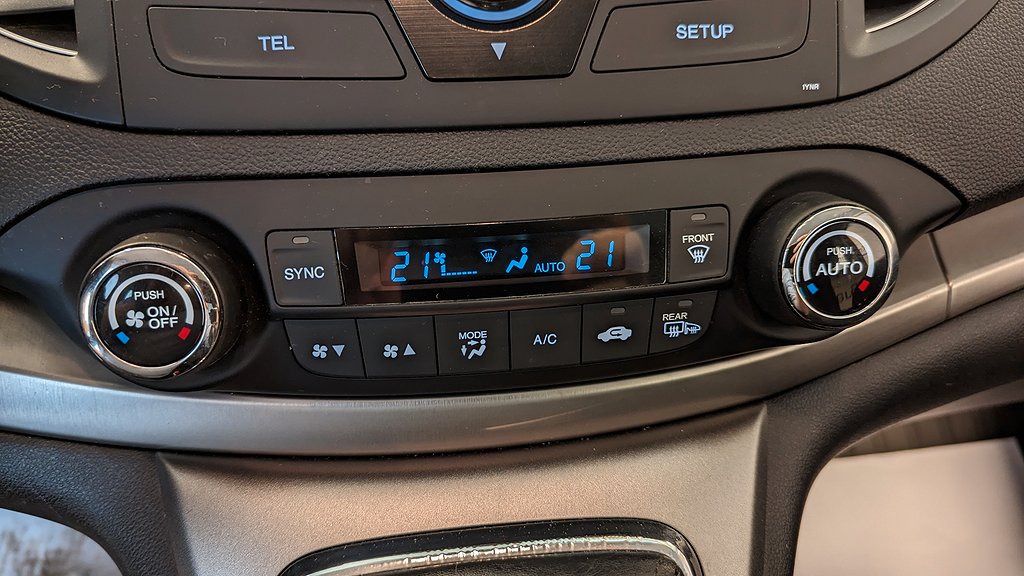 TEL
SETUP
1YNR
SYNC
21
AUTO
21
FRONT
PUSH
ON/
OFF
PUSH
AUTO
MODE
A/C
REAR